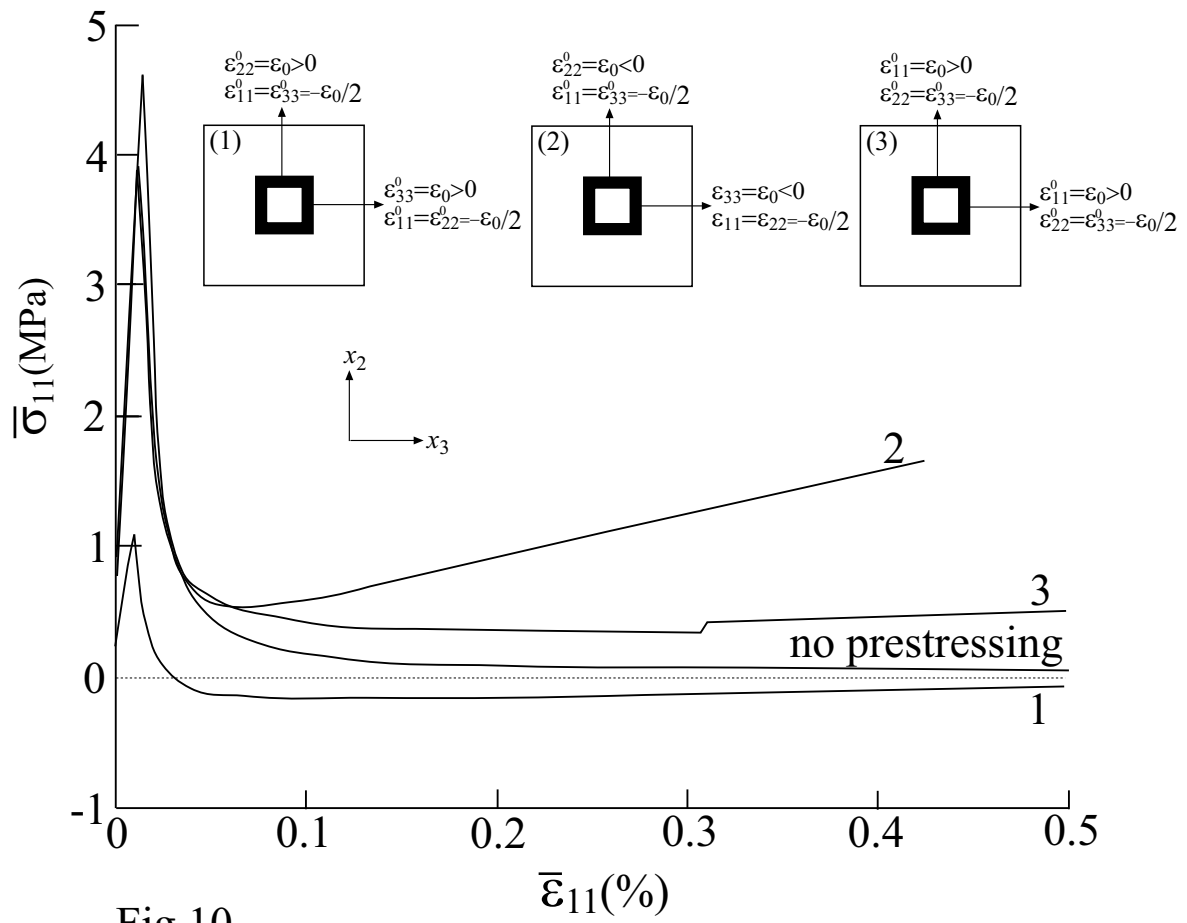 5
4
3
2
1
0
-1
σ̅₁₁(MPa)
ε⁰₂₂=ε₀>0
ε⁰₁₁=ε⁰₃₃=−ε₀/2
(1)
ε⁰₃₃=ε₀>0
ε⁰₁₁=ε⁰₂₂=−ε₀/2
ε⁰₂₂=ε₀<0
ε⁰₁₁=ε⁰₃₃=−ε₀/2
(2)
ε₃₃=ε₀<0
ε₁₁=ε₂₂=−ε₀/2
ε⁰₁₁=ε₀>0
ε⁰₂₂=ε⁰₃₃=−ε₀/2
(3)
ε⁰₁₁=ε₀>0
ε⁰₂₂=ε⁰₃₃=−ε₀/2
x₂
x₃
2
3
no prestressing
1
0
0.1
0.2
0.3
0.4
0.5
ε̅₁₁(%)
Fig 10